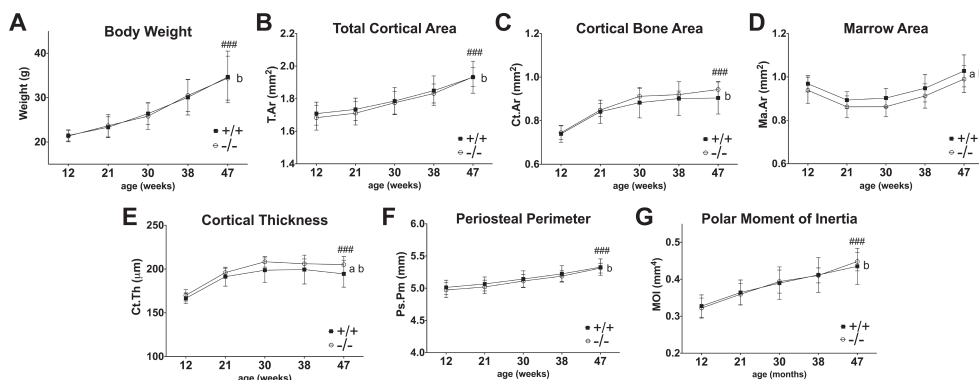 A
Body Weight
###
40
b
Weight (g)
30
20
+/+
-/-
12 21 30 38 47
age (weeks)
B
Total Cortical Area
###
2.0
b
T.Ar (mm²)
1.8
1.6
1.4
+/+
-/-
12 21 30 38 47
age (weeks)
C
Cortical Bone Area
1.2
###
Ct.Ar (mm²)
1.0
b
0.8
0.6
+/+
-/-
12 21 30 38 47
age (weeks)
D
Marrow Area
1.2
a
Ma.Ar (mm²)
1.0
0.8
0.6
+/+
-/-
12 21 30 38 47
age (weeks)
E
Cortical Thickness
250
###
Ct.Th (μm)
200
a b
150
100
+/+
-/-
12 21 30 38 47
age (weeks)
F
Periosteal Perimeter
6.0
###
Ps.Pm (mm)
5.0
b
4.0
+/+
-/-
12 21 30 38 47
age (weeks)
G
Polar Moment of Inertia
0.5
###
MOI (mm⁴)
0.4
b
0.3
0.2
+/+
-/-
12 21 30 38 47
age (months)